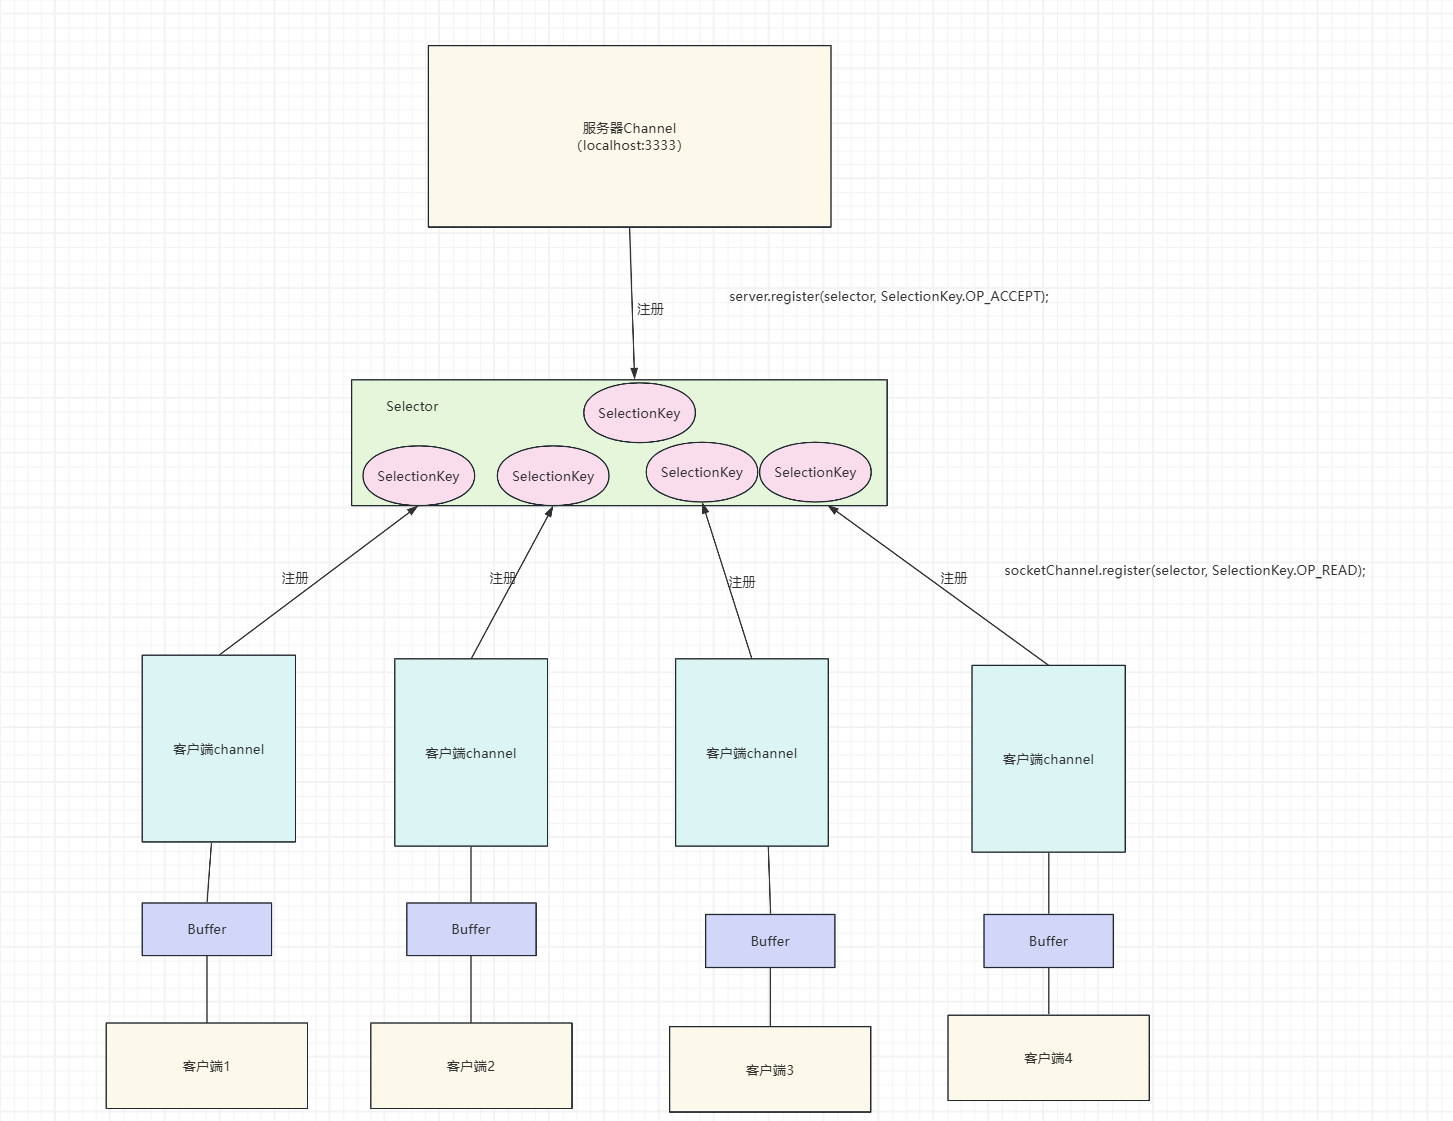 服务器Channel
（localhost:3333）
server.register(selector, SelectionKey.OP_ACCEPT);
注册
Selector
SelectionKey
SelectionKey
SelectionKey
SelectionKey
SelectionKey
注册
注册
注册
注册
socketChannel.register(selector, SelectionKey.OP_READ);
客户端channel
客户端channel
客户端channel
客户端channel
Buffer
Buffer
Buffer
Buffer
客户端1
客户端2
客户端3
客户端4